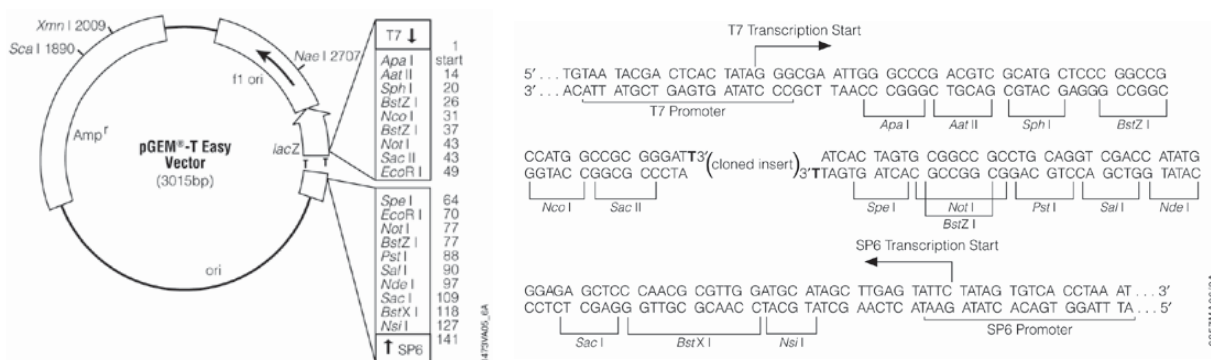 Xmn I 2009
Sca I 1890
Nae I 2707
f1 ori
Ampʳ
pGEM®-T Easy
Vector
(3015bp)
lacZ
T T
ori
T7 ↓
1
start
Apa I 14
Aat II 20
Sph I 26
BstZ I 31
Nco I 37
BstZ I 43
Not I 43
Sac II 49
EcoR I
Spe I 64
EcoR I 70
Not I 77
BstZ I 77
Pst I 88
Sal I 90
Nde I 97
Sac I 109
BstX I 118
Nsi I 127
141
↑ SP6
1473VA05_6A
T7 Transcription Start
5′ . . . TGTAA TACGA CTCAC TATAG GGCGA ATTGG GCCCG ACGTC GCATG CTCCC GGCCG
3′ . . . ACATT ATGCT GAGTG ATATC CCGCT TAACC CGGGC TGCAG CGTAC GAGGG CCGGC
T7 Promoter
Apa I Aat II Sph I BstZ I
CCATGG CCGCG GGATT3′ (cloned insert) ATCAC TAGTG CGGCC GCCTG CAGGT CGACC ATATG
GGTACC GGCGC CCTA 3′TTAGTG ATCAC GCCGG CGGAC GTCCA GCTGG TATAC
Nco I Sac II Spe I Not I Pst I Sal I Nde I
BstZ I
SP6 Transcription Start
GGAGA GCTCC CAACG CGTTG GATGC ATAGC TTGAG TATTC TATAG TGTCA CCTAA AT . . . 3′
CCTCT CGAGG GTTGC GCAAC CTACG TATCG AACTC ATAAG ATATC ACAGT GGATT TA . . . 5′
Sac I BstX I Nsi I
SP6 Promoter